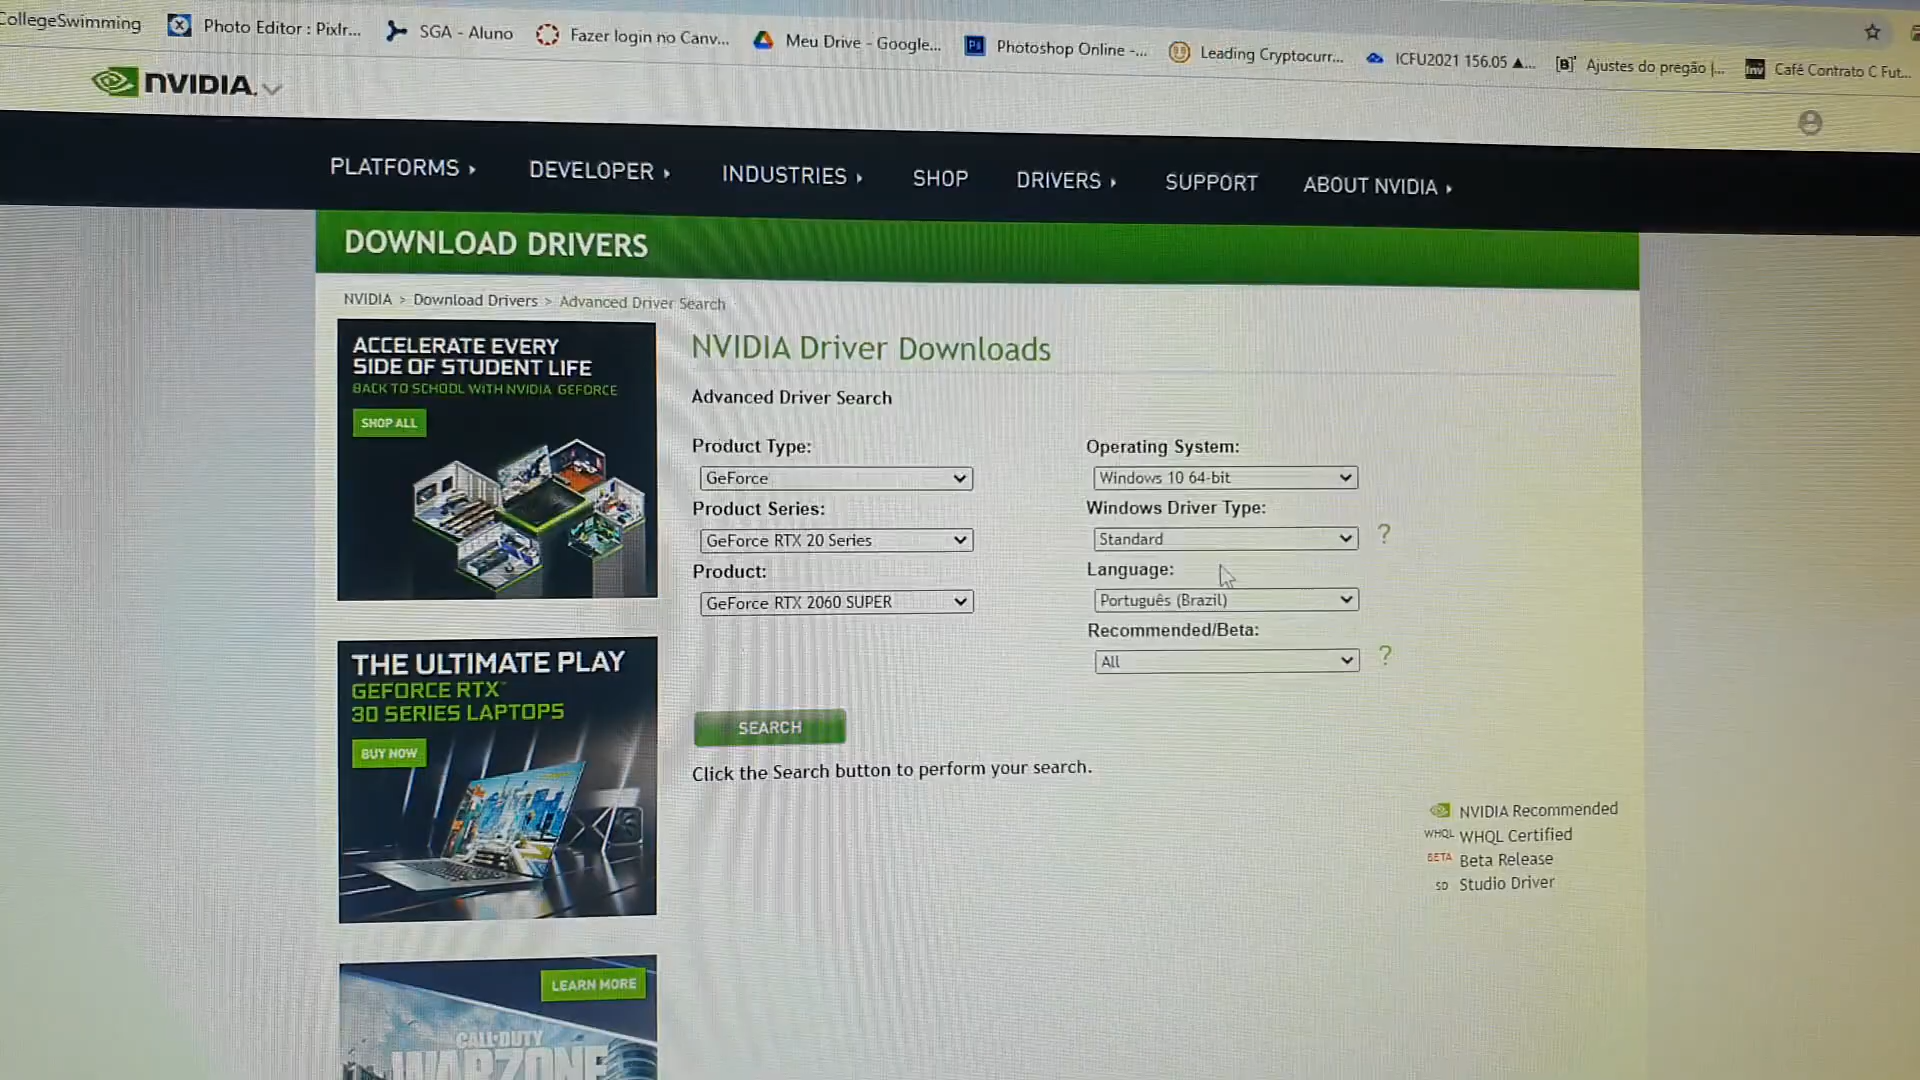 CollegeSwimming
Photo Editor : Pixlr...
SGA - Aluno
Fazer login no Canv...
Meu Drive - Google...
Ps
Photoshop Online -...
Leading Cryptocurr...
ICFU2021 156.05 ▲...
[B]' Ajustes do pregão |...
Inv Café Contrato C Fut...
NVIDIA.
PLATFORMS
DEVELOPER
INDUSTRIES
SHOP
DRIVERS
SUPPORT
ABOUT NVIDIA
DOWNLOAD DRIVERS
NVIDIA > Download Drivers > Advanced Driver Search
ACCELERATE EVERY
SIDE OF STUDENT LIFE
BACK TO SCHOOL WITH NVIDIA GEFORCE
SHOP ALL
THE ULTIMATE PLAY
GEFORCE RTX™
30 SERIES LAPTOPS
BUY NOW
LEARN MORE
CALL·DUTY
WARZONE
NVIDIA Driver Downloads
Advanced Driver Search
Product Type:
GeForce
Product Series:
GeForce RTX 20 Series
Product:
GeForce RTX 2060 SUPER
Operating System:
Windows 10 64-bit
Windows Driver Type:
Standard
?
Language:
Português (Brazil)
Recommended/Beta:
All
?
SEARCH
Click the Search button to perform your search.
NVIDIA Recommended
WHQL WHQL Certified
BETA Beta Release
SD Studio Driver